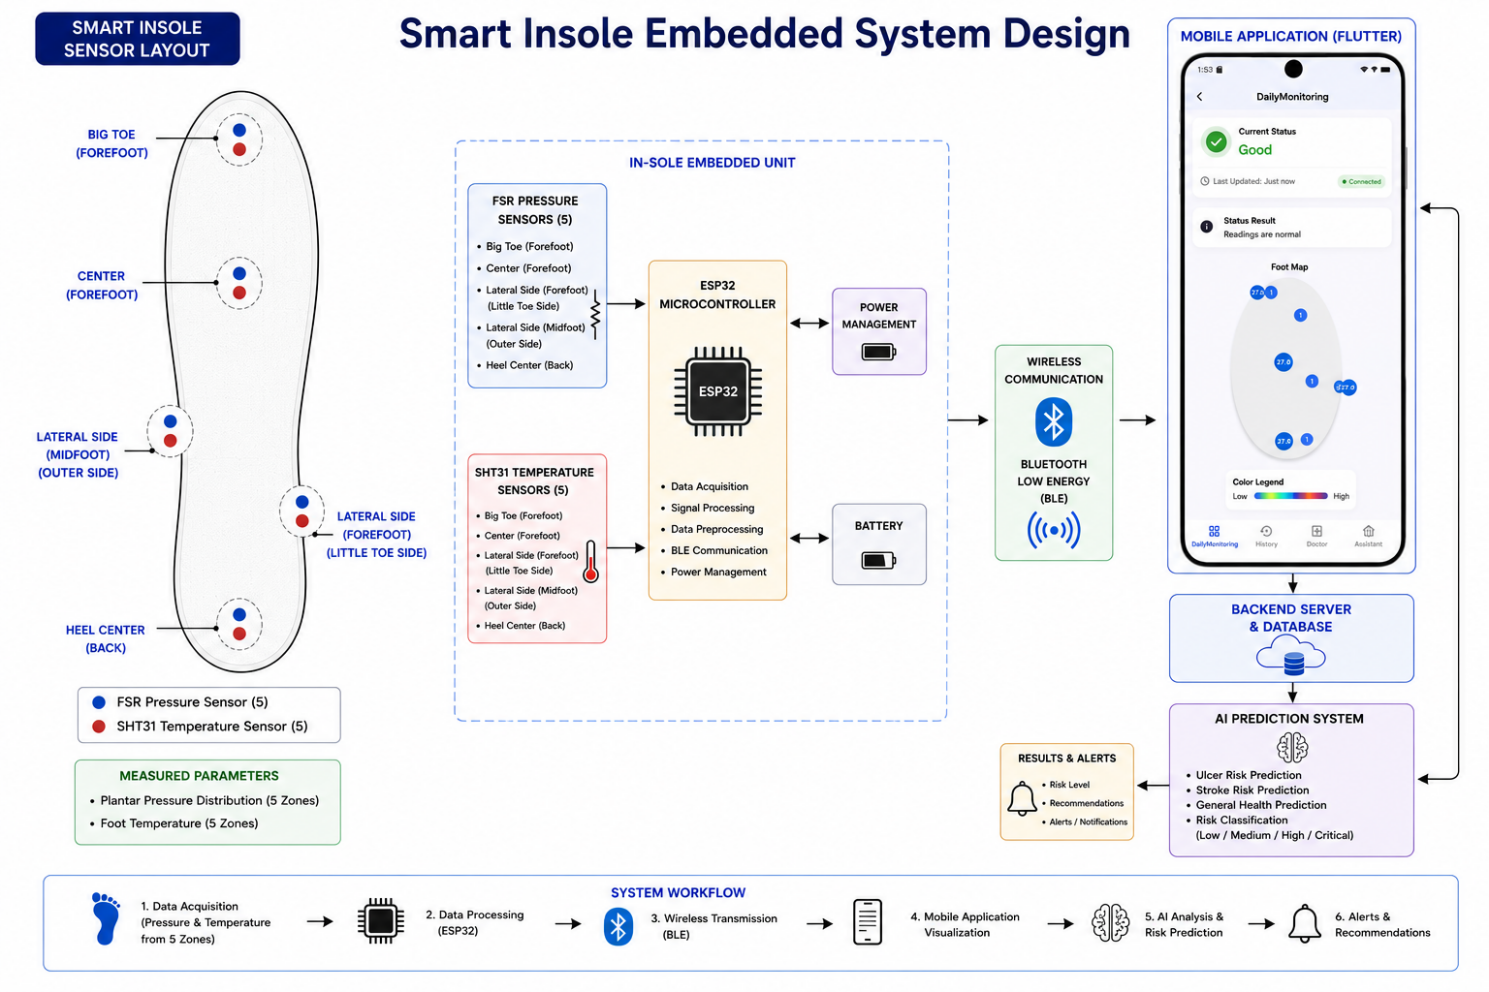 SMART INSOLE
SENSOR LAYOUT
Smart Insole Embedded System Design
BIG TOE
(FOREFOOT)
CENTER
(FOREFOOT)
LATERAL SIDE
(MIDFOOT)
(OUTER SIDE)
LATERAL SIDE
(FOREFOOT)
(LITTLE TOE SIDE)
HEEL CENTER
(BACK)
FSR Pressure Sensor (5)
SHT31 Temperature Sensor (5)
MEASURED PARAMETERS
• Plantar Pressure Distribution (5 Zones)
• Foot Temperature (5 Zones)
IN-SOLE EMBEDDED UNIT
FSR PRESSURE
SENSORS (5)
• Big Toe (Forefoot)
• Center (Forefoot)
• Lateral Side (Forefoot)
(Little Toe Side)
• Lateral Side (Midfoot)
(Outer Side)
• Heel Center (Back)
SHT31 TEMPERATURE
SENSORS (5)
• Big Toe (Forefoot)
• Center (Forefoot)
• Lateral Side (Forefoot)
(Little Toe Side)
• Lateral Side (Midfoot)
(Outer Side)
• Heel Center (Back)
ESP32
MICROCONTROLLER
ESP32
• Data Acquisition
• Signal Processing
• Data Preprocessing
• BLE Communication
• Power Management
POWER
MANAGEMENT
BATTERY
WIRELESS
COMMUNICATION
BLUETOOTH
LOW ENERGY
(BLE)
MOBILE APPLICATION (FLUTTER)
1:53
DailyMonitoring
Current Status
Good
Last Updated: Just now
Connected
Status Result
Readings are normal
Foot Map
1
1
27.0
1
27.0
27.0
1
Color Legend
Low High
DailyMonitoring History Doctor Assistant
BACKEND SERVER
& DATABASE
AI PREDICTION SYSTEM
• Ulcer Risk Prediction
• Stroke Risk Prediction
• General Health Prediction
• Risk Classification
(Low / Medium / High / Critical)
RESULTS & ALERTS
• Risk Level
• Recommendations
• Alerts / Notifications
SYSTEM WORKFLOW
1. Data Acquisition
(Pressure & Temperature
from 5 Zones)
2. Data Processing
(ESP32)
3. Wireless Transmission
(BLE)
4. Mobile Application
Visualization
5. AI Analysis &
Risk Prediction
6. Alerts &
Recommendations